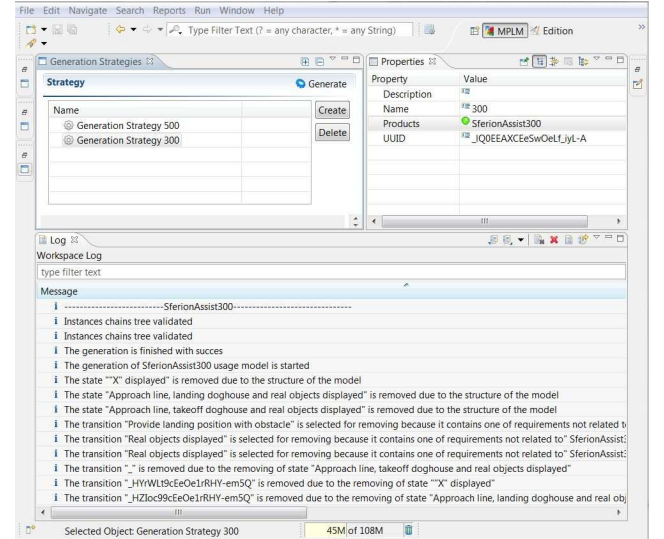 File Edit Navigate Search Reports Run Window Help
Type Filter Text (? = any character, * = any String)
MPLM
Edition
Generation Strategies
Strategy
Generate
Name
Create
Generation Strategy 500
Delete
Generation Strategy 300
Properties
Property Value
Description
Name 300
Products SferionAssist300
UUID _IQ0EEAXCEeSwOeLf_iyL-A
Log
Workspace Log
type filter text
Message
--------------------------SferionAssist300-------------------------------
Instances chains tree validated
Instances chains tree validated
The generation is finished with succes
The generation of SferionAssist300 usage model is started
The state ""X" displayed" is removed due to the structure of the model
The state "Approach line, landing doghouse and real objects displayed" is removed due to the structure of the model
The state "Approach line, takeoff doghouse and real objects displayed" is removed due to the structure of the model
The transition "Provide landing position with obstacle" is selected for removing because it contains one of requirements not related t
The transition "Real objects displayed" is selected for removing because it contains one of requirements not related to" SferionAssist
The transition "Real objects displayed" is selected for removing because it contains one of requirements not related to" SferionAssist
The transition "_" is removed due to the removing of state "Approach line, takeoff doghouse and real objects displayed"
The transition "_HYrWLt9cEeOe1rRHY-em5Q" is removed due to the removing of state ""X" displayed"
The transition "_HZIoc99cEeOe1rRHY-em5Q" is removed due to the removing of state "Approach line, landing doghouse and real obj
Selected Object: Generation Strategy 300
45M of 108M